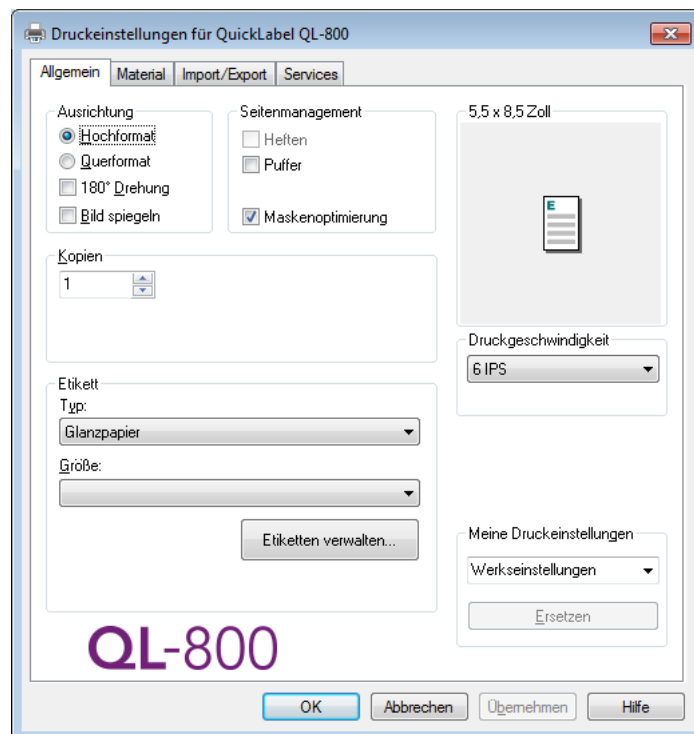 Druckeinstellungen für QuickLabel QL-800
Allgemein Material Import/Export Services
Ausrichtung
Hochformat
Querformat
180° Drehung
Bild spiegeln
Seitenmanagement
Heften
Puffer
Maskenoptimierung
5,5 x 8,5 Zoll
E
Kopien
1
Druckgeschwindigkeit
6 IPS
Etikett
Typ:
Glanzpapier
Größe:
Etiketten verwalten...
Meine Druckeinstellungen
Werkseinstellungen
Ersetzen
QL-800
OK Abbrechen Übernehmen Hilfe